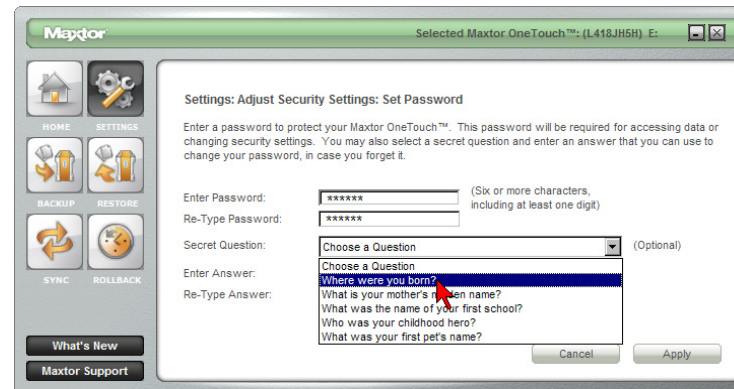 Maxtor
Selected Maxtor OneTouch™: (L418JH5H) E:
HOME SETTINGS
BACKUP RESTORE
SYNC ROLLBACK
What's New
Maxtor Support
Settings: Adjust Security Settings: Set Password
Enter a password to protect your Maxtor OneTouch™. This password will be required for accessing data or
changing security settings. You may also select a secret question and enter an answer that you can use to
change your password, in case you forget it.
Enter Password: ******
(Six or more characters,
including at least one digit)
Re-Type Password: ******
Secret Question: Choose a Question (Optional)
Choose a Question
Where were you born?
Enter Answer:
What is your mother's maiden name?
Re-Type Answer:
What was the name of your first school?
Who was your childhood hero?
What was your first pet's name?
Cancel Apply